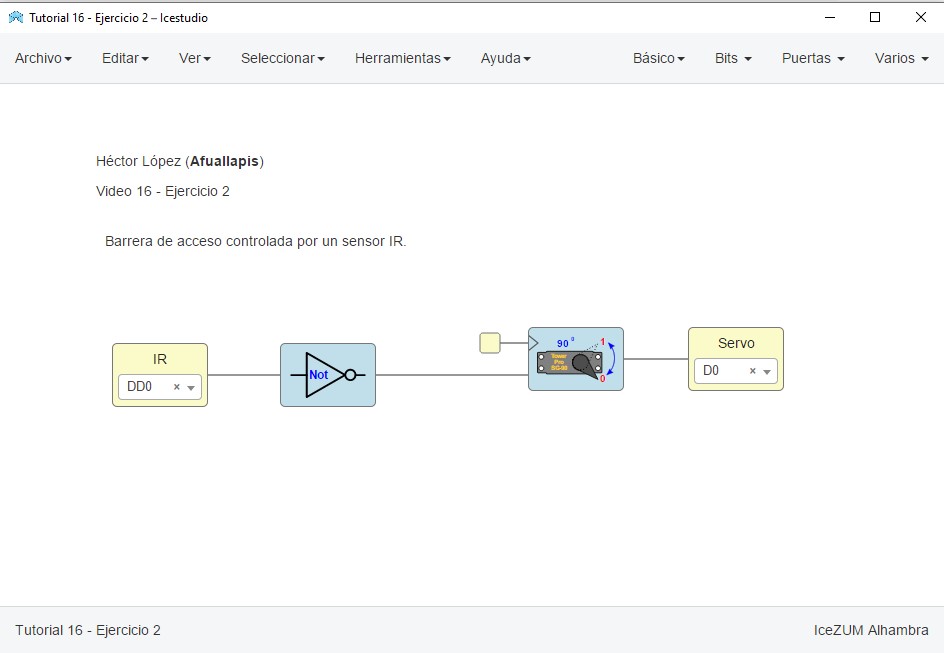 Tutorial 16 - Ejercicio 2 – Icestudio
Archivo Editar Ver Seleccionar Herramientas Ayuda Básico Bits Puertas Varios
Héctor López (Afuallapis)
Video 16 - Ejercicio 2
Barrera de acceso controlada por un sensor IR.
IR
DD0
Not
90°
1
Tower
Pro
SG-90
0
Servo
D0
Tutorial 16 - Ejercicio 2
IceZUM Alhambra